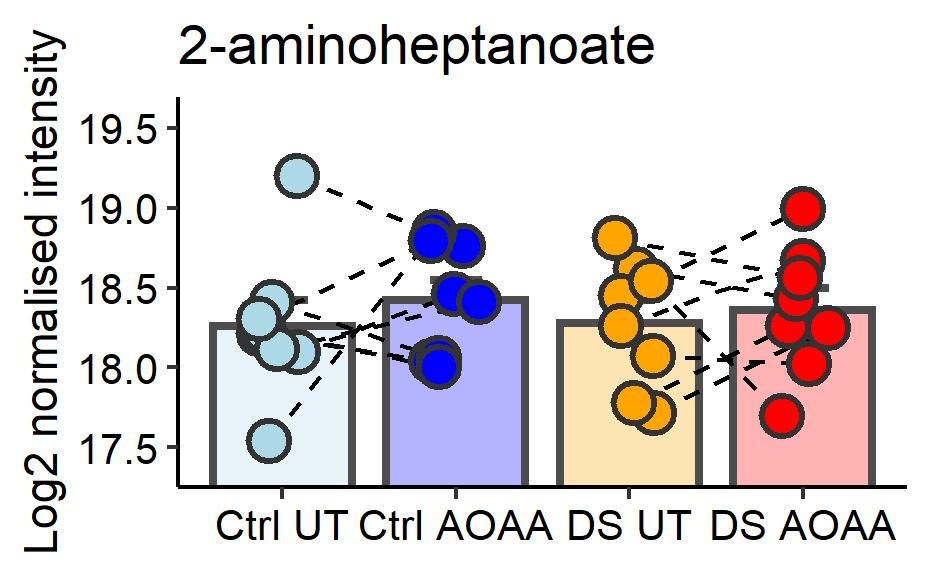 2-aminoheptanoate
Log2 normalised intensity
19.5
19.0
18.5
18.0
17.5
Ctrl UT Ctrl AOAA DS UT DS AOAA